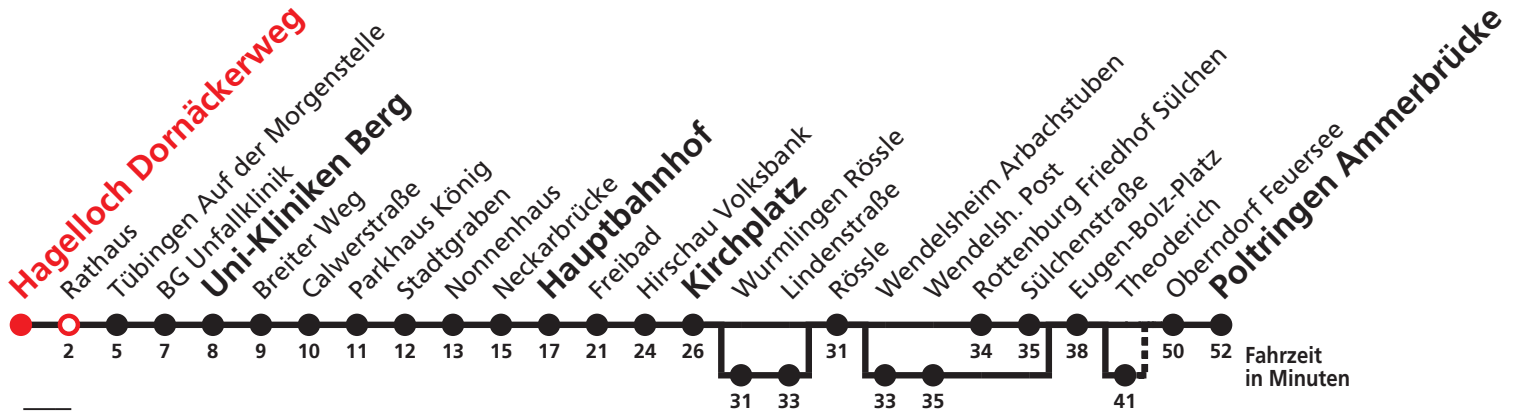 Hagelloch Dornäckerweg
Rathaus
Tübingen Auf der Morgenstelle
BG Unfallklinik
Uni-Kliniken Berg
Breiter Weg
Calwerstraße
Parkhaus König
Stadtgraben
Nonnenhaus
Neckarbrücke
Hauptbahnhof
Freibad
Hirschau Volksbank
Kirchplatz
Wurmlingen Rössle
Lindenstraße
Rössle
Wendelsheim Arbachstuben
Wendelsh. Post
Rottenburg Friedhof Sülchen
Sülchenstraße
Eugen-Bolz-Platz
Theoderich
Oberndorf Feuersee
Poltringen Ammerbrücke
2 5 7 8 9 10 11 12 13 15 17 21 24 26 31 34 35 38 50 52
Fahrzeit
in Minuten
31 33 33 35 41